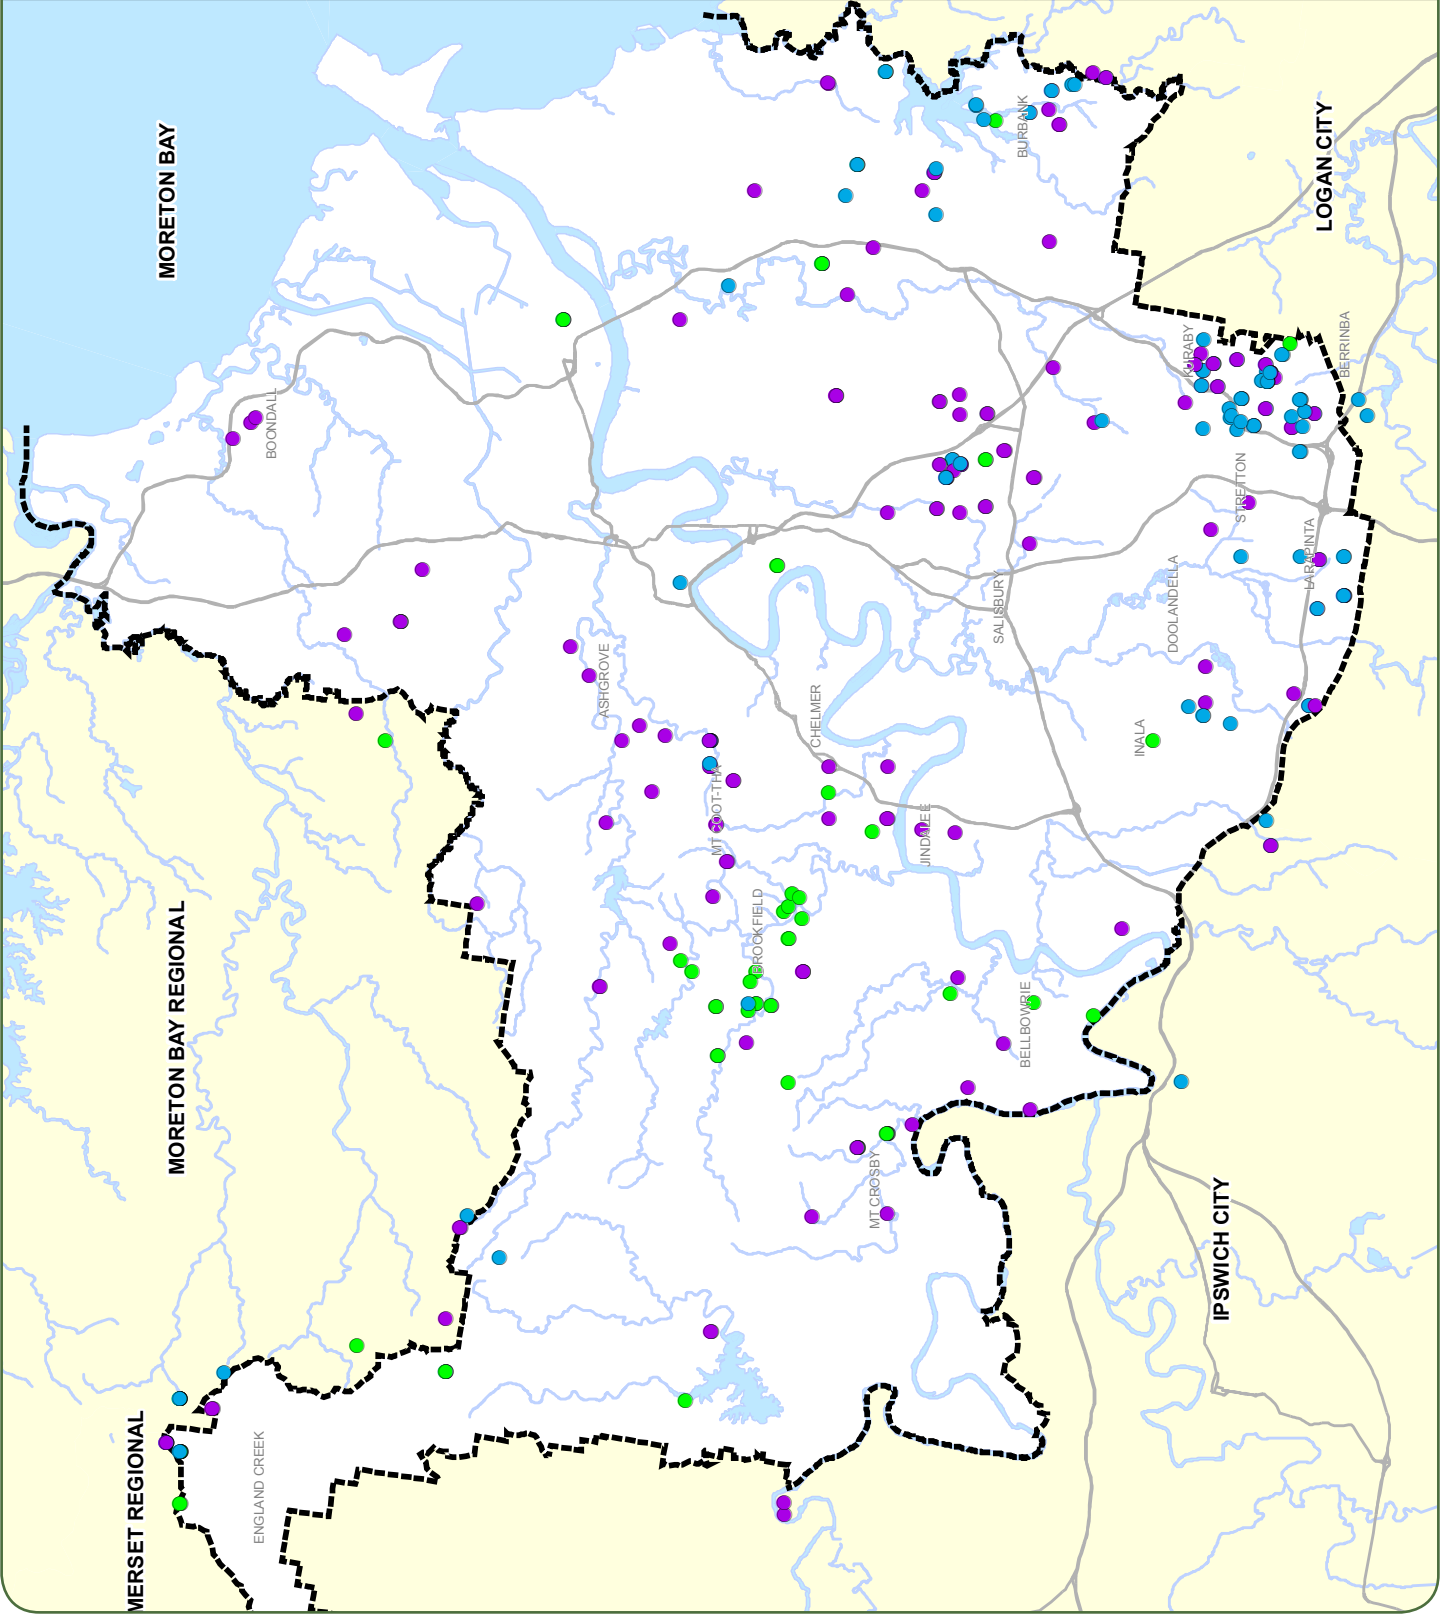 MERSET REGIONAL
MORETON BAY
MORETON BAY REGIONAL
ENGLAND CREEK
BOONDALL
ASHGROVE
MT COOT-THA
BROOKFIELD
CHELMER
MT CROSBY
JINDALEE
SALISBURY
BELLBOWRIE
BURBANK
INALA
DOOLANDELLA
KURABY
IPSWICH CITY
STRETTON
LARAPINTA
LOGAN CITY
BERRINBA